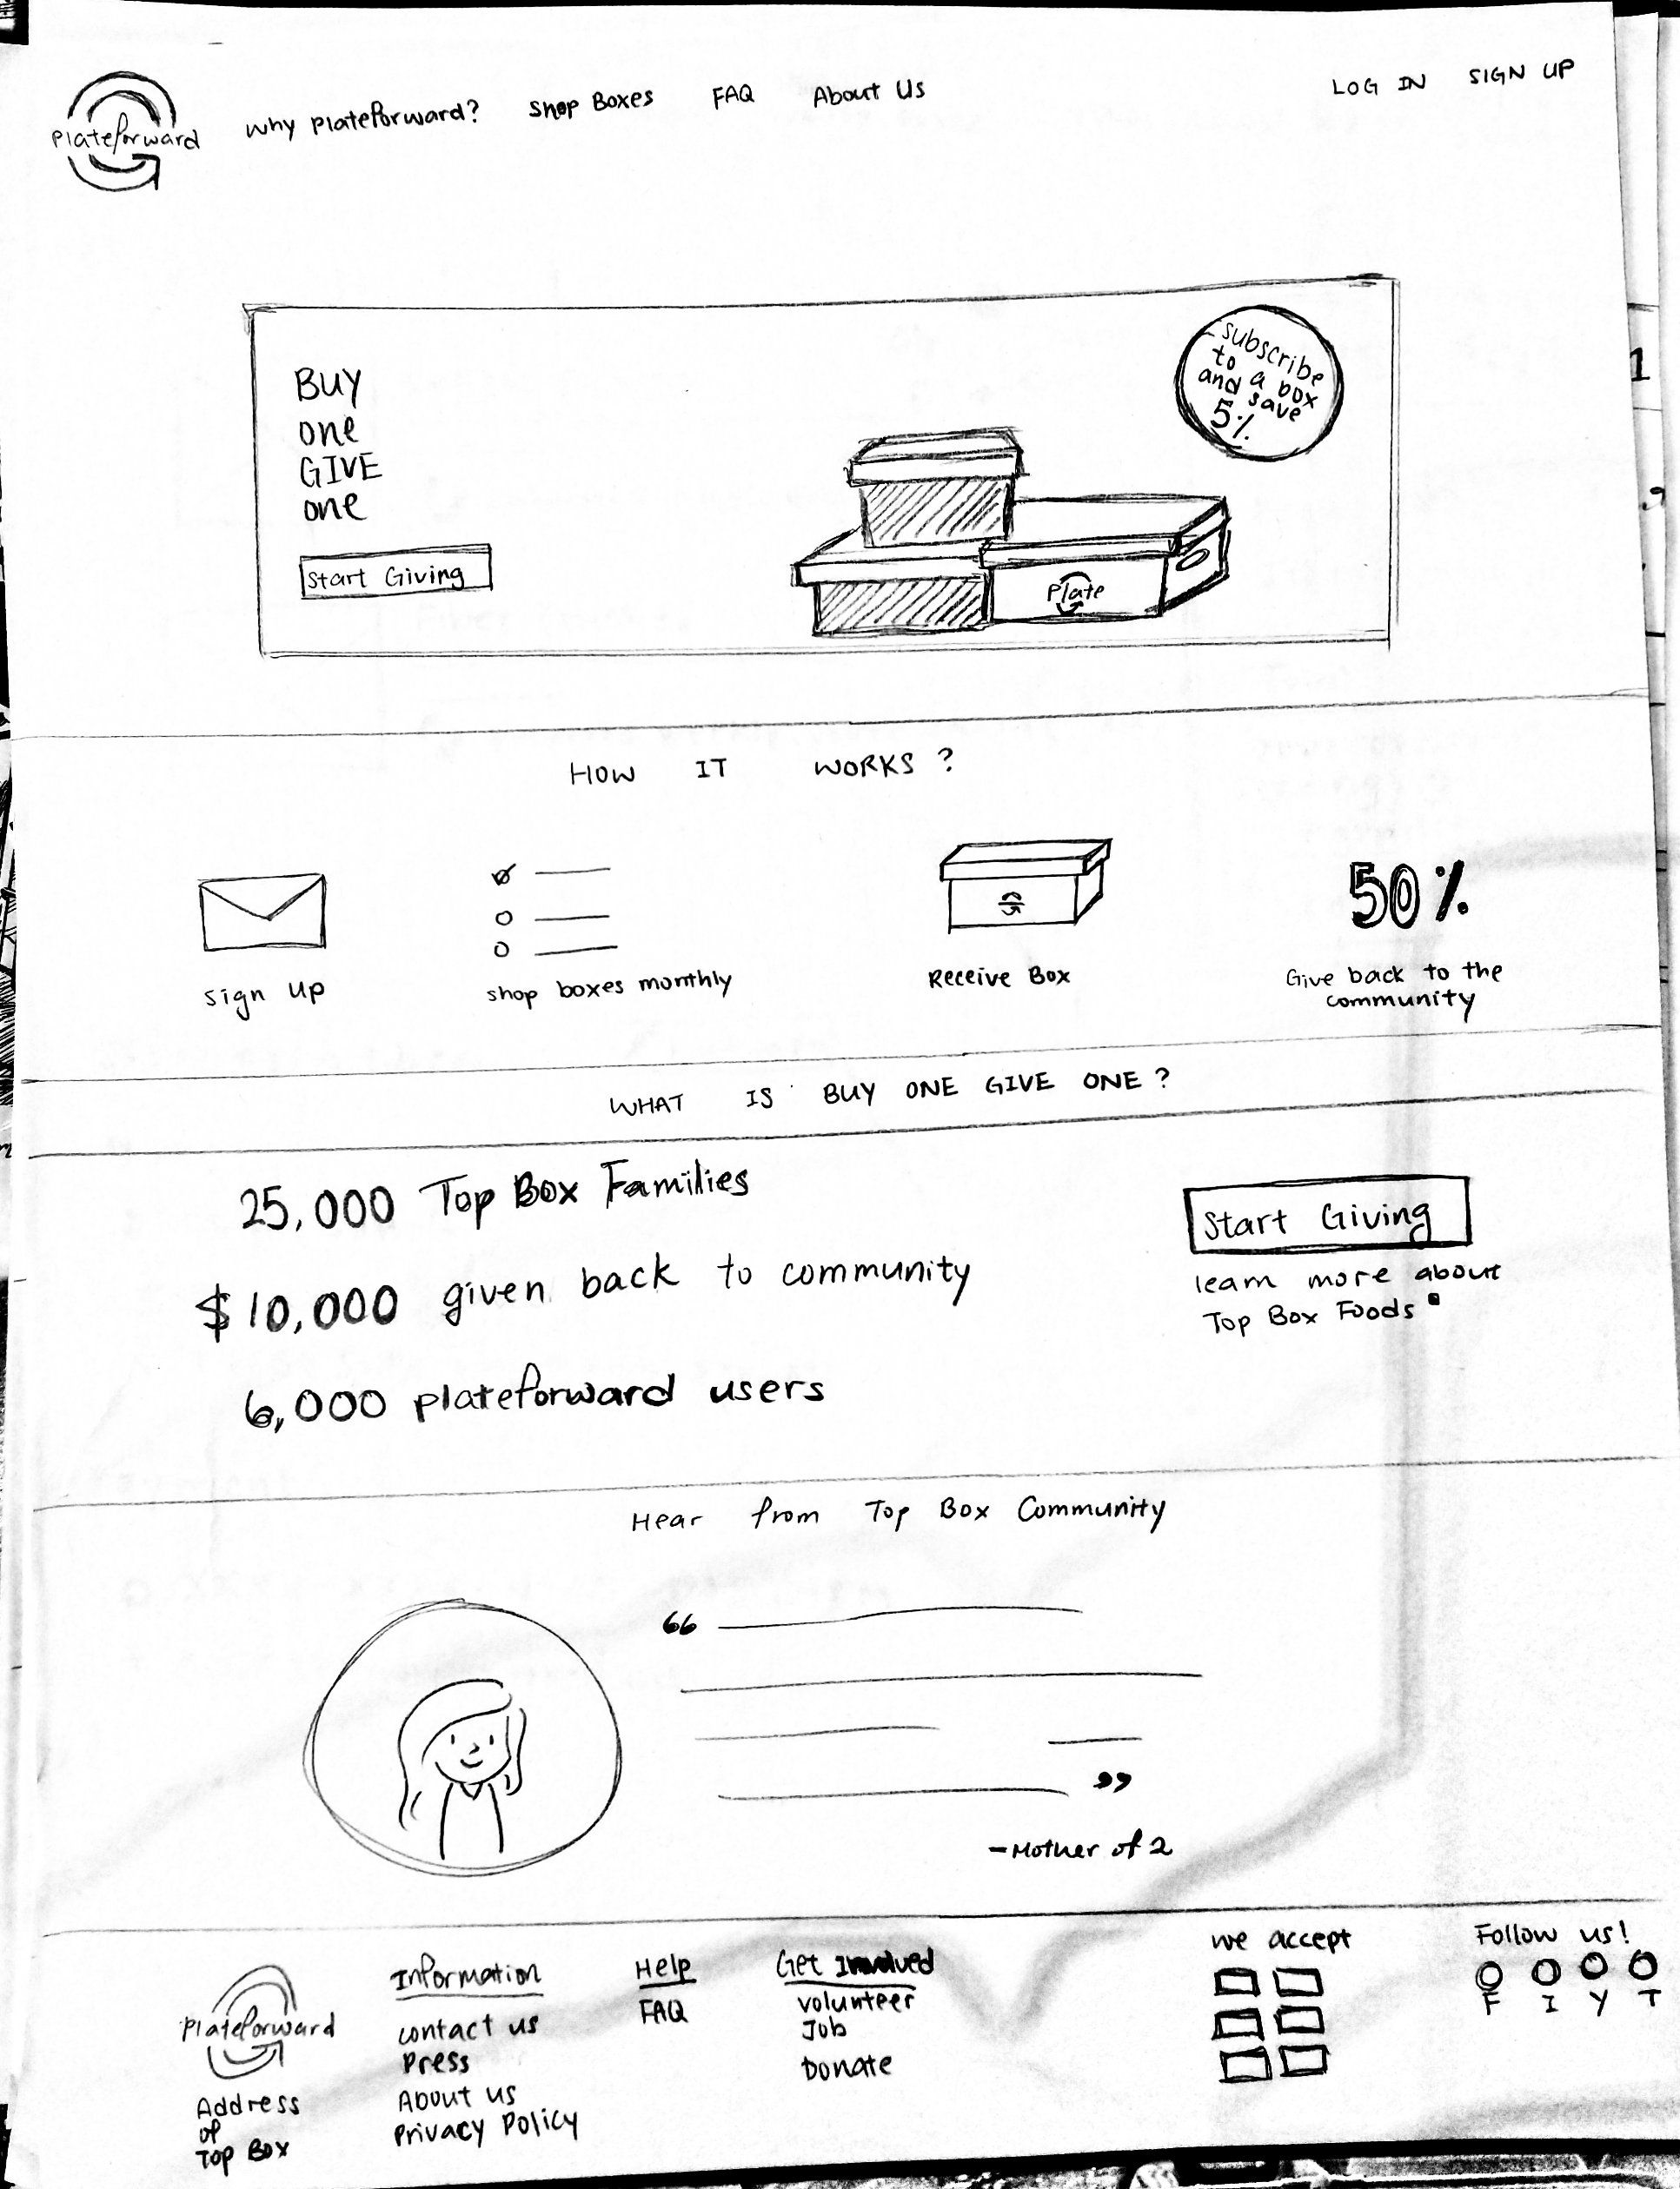 plateforward
Why plateforward? Shop Boxes FAQ About Us
LOG IN SIGN UP
BUY
one
GIVE
one
Start Giving
subscribe
to a box
and save
5%
Plate
HOW IT WORKS?
sign up
shop boxes monthly
Receive Box
50%
Give back to the
community
WHAT IS BUY ONE GIVE ONE?
25,000 Top Box Families
$10,000 given back to community
6,000 plateforward users
Start Giving
learn more about
Top Box Foods
Hear from Top Box Community
“
”
-Mother of 2
Plateforward
Address
of
Top Box
Information
contact us
Press
About us
Privacy Policy
Help
FAQ
Get Involved
volunteer
Job
Donate
we accept
Follow us!
F I Y T